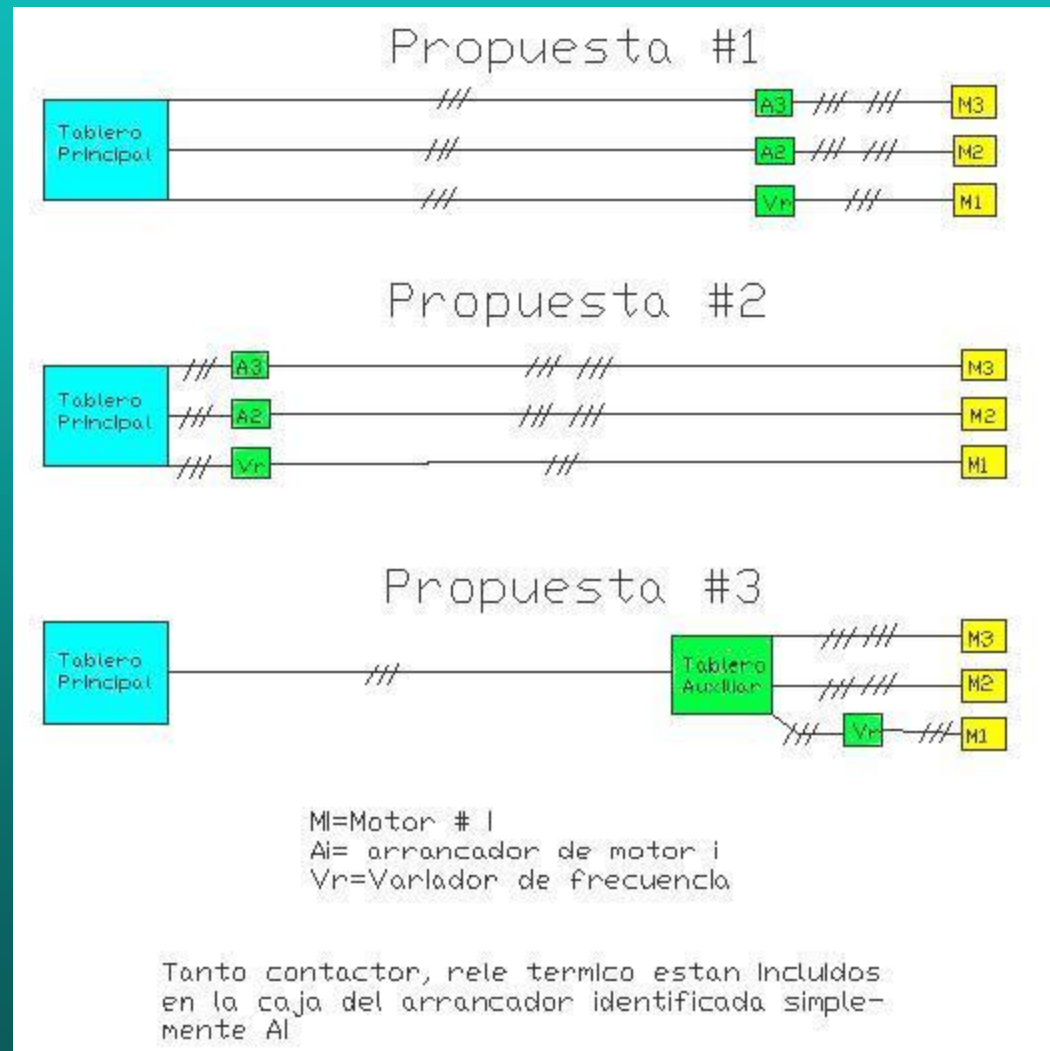 Propuesta #1
Tablero
Principal
A3
M3
A2
M2
Vr
M1
Propuesta #2
Tablero
Principal
A3
M3
A2
M2
Vr
M1
Propuesta #3
Tablero
Principal
Tablero
Auxiliar
M3
M2
Vr
M1
Mi=Motor # i
Ai= arrancador de motor i
Vr=Variador de frecuencia
Tanto contactor, rele termico estan incluidos
en la caja del arrancador identificada simple-
mente Ai